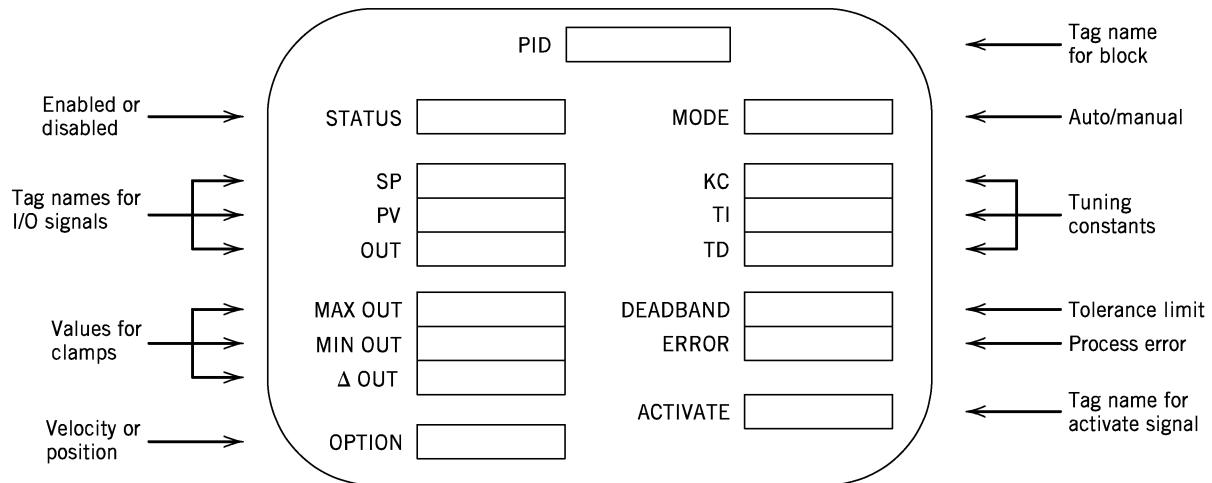 PID
Tag name
for block
Enabled or
disabled
STATUS
MODE
Auto/manual
Tag names for
I/O signals
SP
PV
OUT
KC
TI
TD
Tuning
constants
Values for
clamps
MAX OUT
MIN OUT
Δ OUT
DEADBAND
ERROR
Tolerance limit
Process error
Velocity or
position
OPTION
ACTIVATE
Tag name for
activate signal